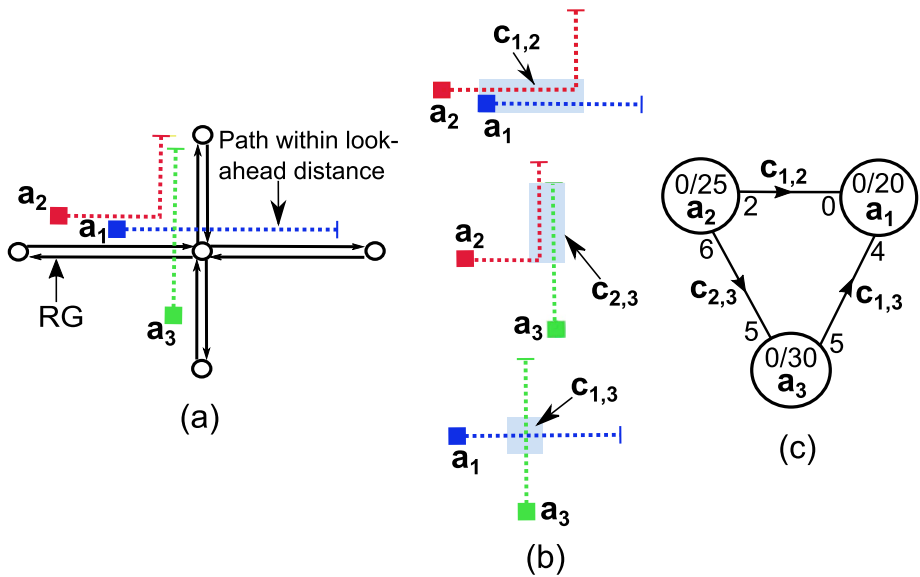 Path within look-
ahead distance
a2
a1
RG
a3
(a)
c1,2
a2
a1
a2
c2,3
a3
c1,3
a1
a3
(b)
0/25
a2
2
c1,2
0/20
a1
0
6
4
c2,3
c1,3
5
5
0/30
a3
(c)